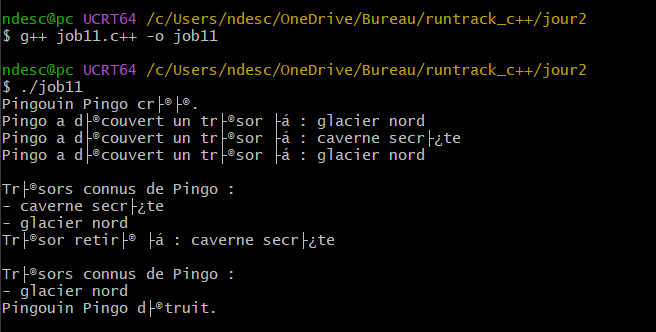 ndesc@pc UCRT64 /c/Users/ndesc/OneDrive/Bureau/runtrack_c++/jour2
$ g++ job11.c++ -o job11
ndesc@pc UCRT64 /c/Users/ndesc/OneDrive/Bureau/runtrack_c++/jour2
$ ./job11
Pingouin Pingo cr├®├®.
Pingo a d├®couvert un tr├®sor ├á : glacier nord
Pingo a d├®couvert un tr├®sor ├á : caverne secr├¿te
Pingo a d├®couvert un tr├®sor ├á : glacier nord
Tr├®sors connus de Pingo :
- caverne secr├¿te
- glacier nord
Tr├®sor retir├® ├á : caverne secr├¿te
Tr├®sors connus de Pingo :
- glacier nord
Pingouin Pingo d├®truit.